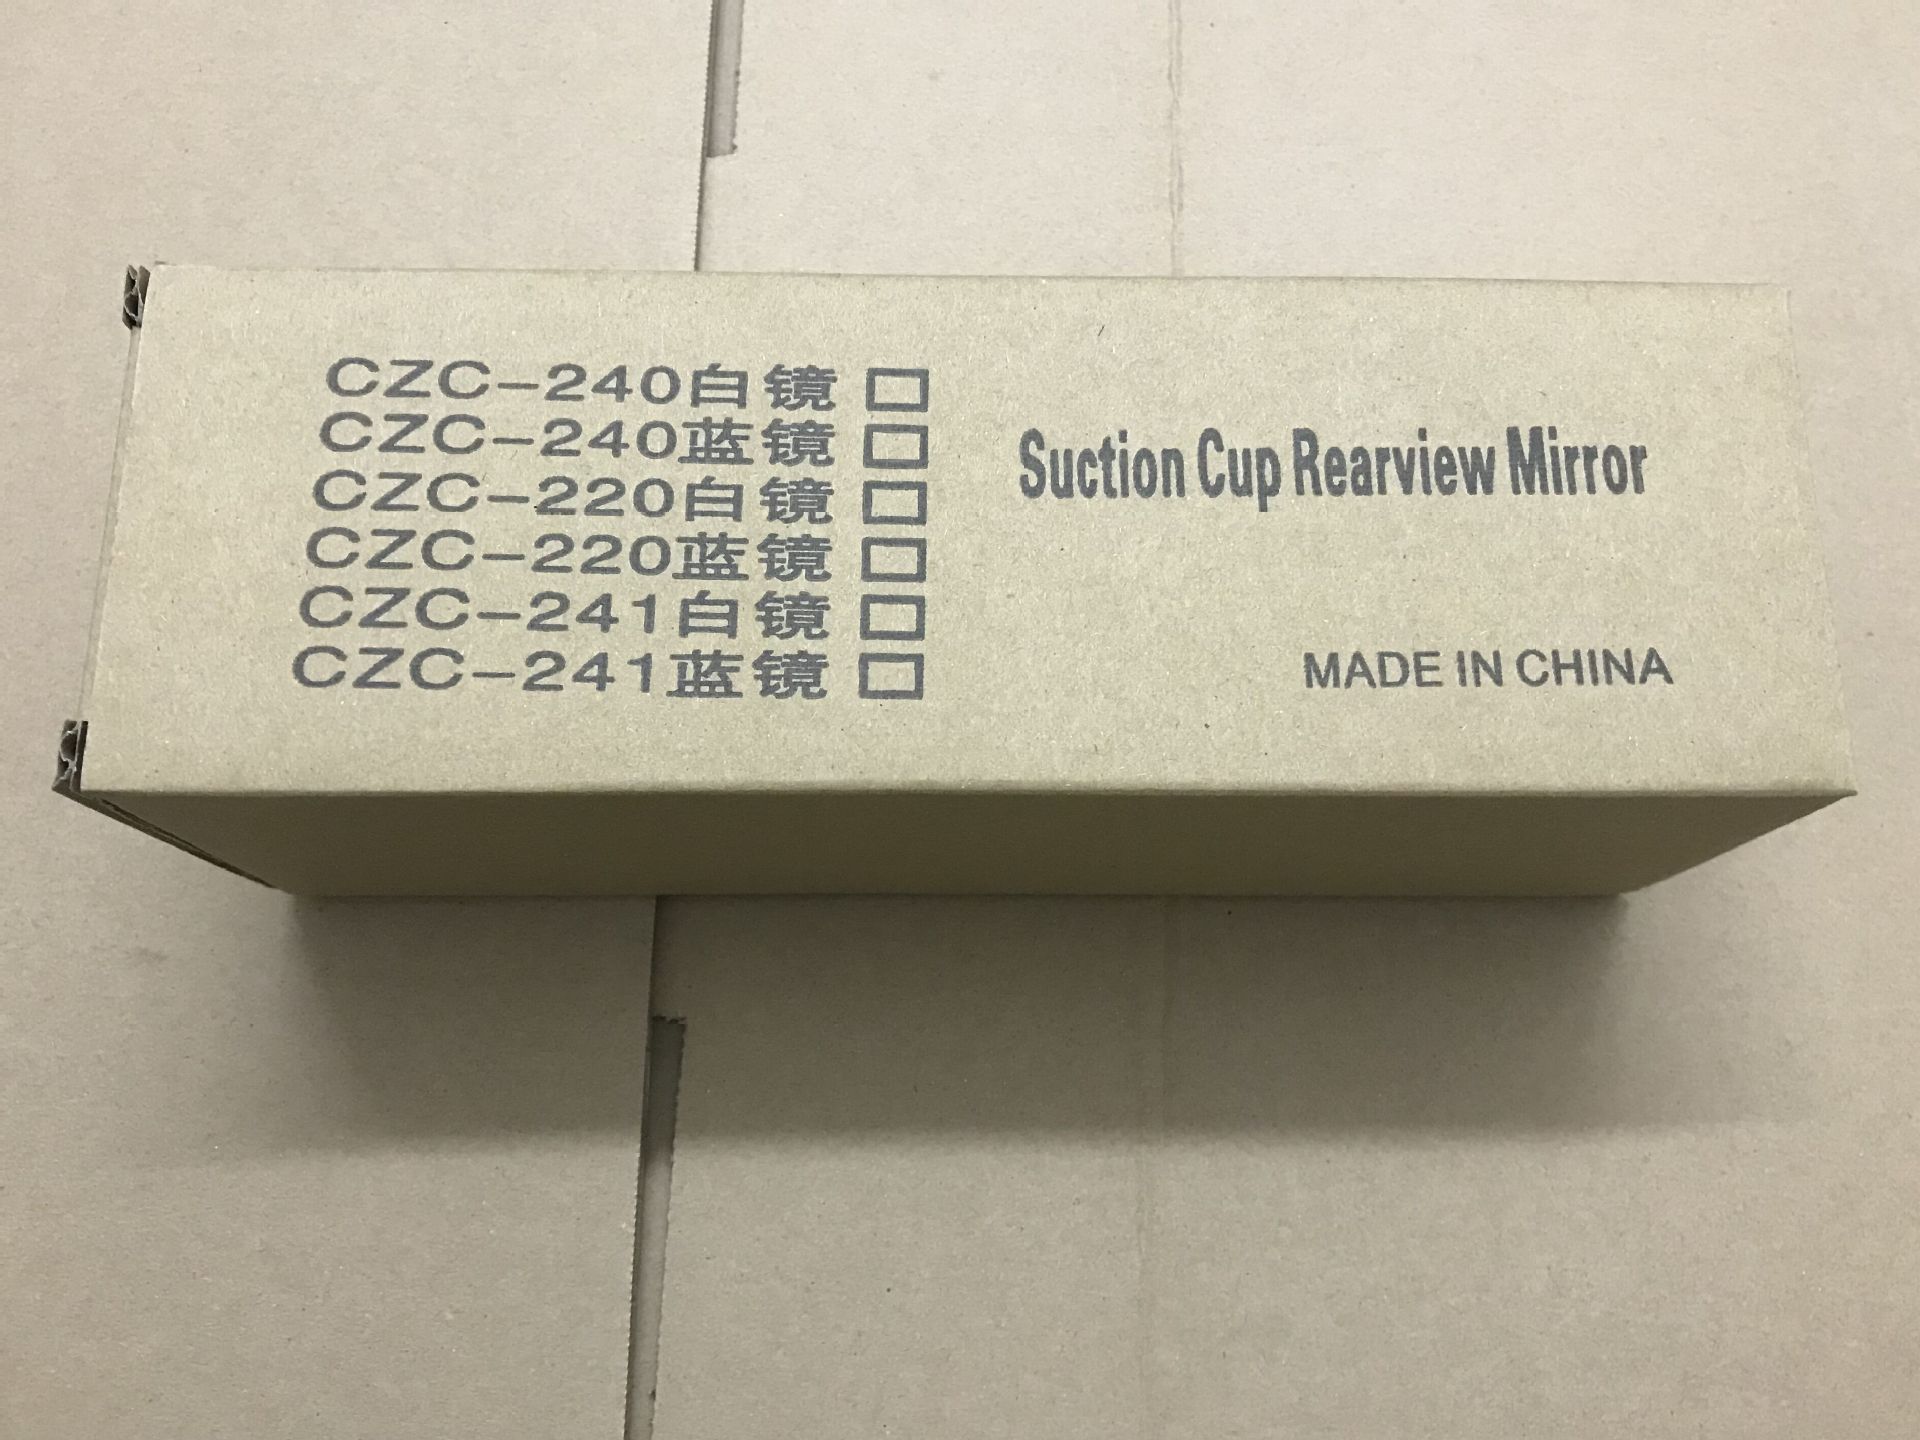 CZC-240白镜 □
CZC-240蓝镜 □
CZC-220白镜 □
CZC-220蓝镜 □
CZC-241白镜 □
CZC-241蓝镜 □
Suction Cup Rearview Mirror
MADE IN CHINA